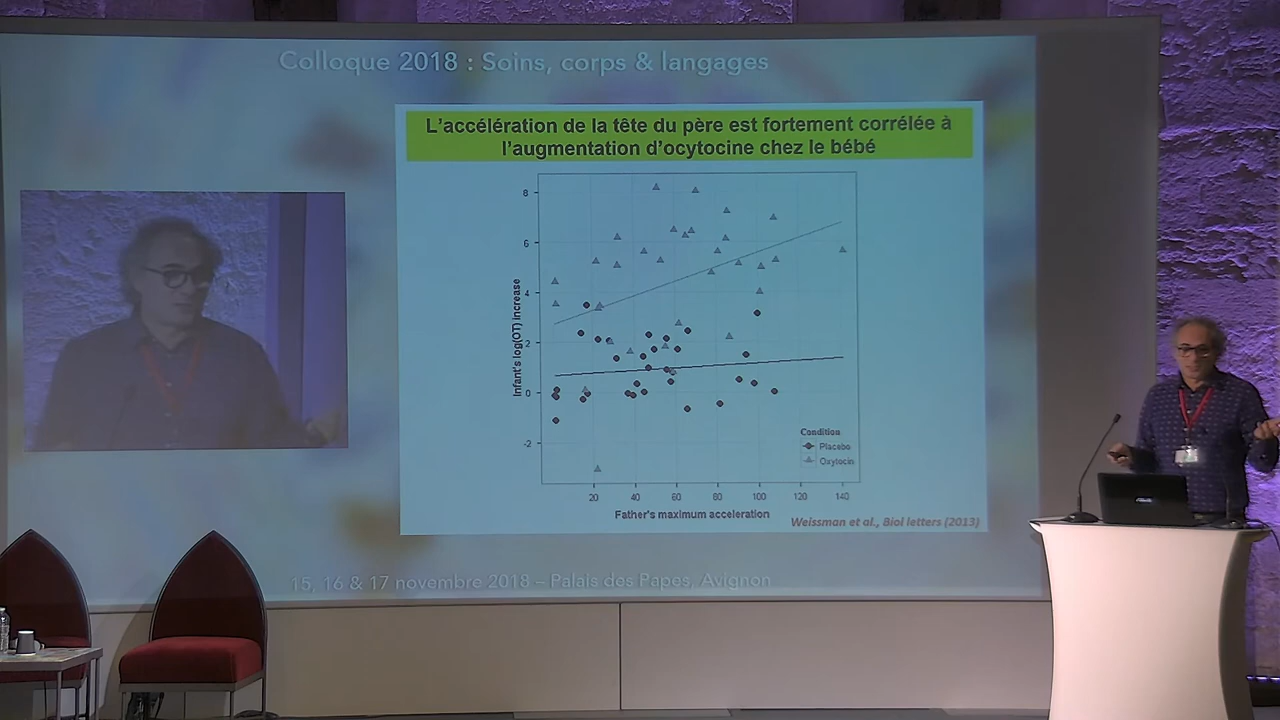 Colloque 2018 : Soins, corps & langages
L'accélération de la tête du père est fortement corrélée à
l'augmentation d'ocytocine chez le bébé
8
6
4
2
0
-2
Infant's log(OT) increase
Condition
Placebo
Oxytocin
20 40 60 80 100 120 140
Father's maximum acceleration
Weissman et al., Biol letters (2013)
15, 16 & 17 novembre 2018 – Palais des Papes, Avignon